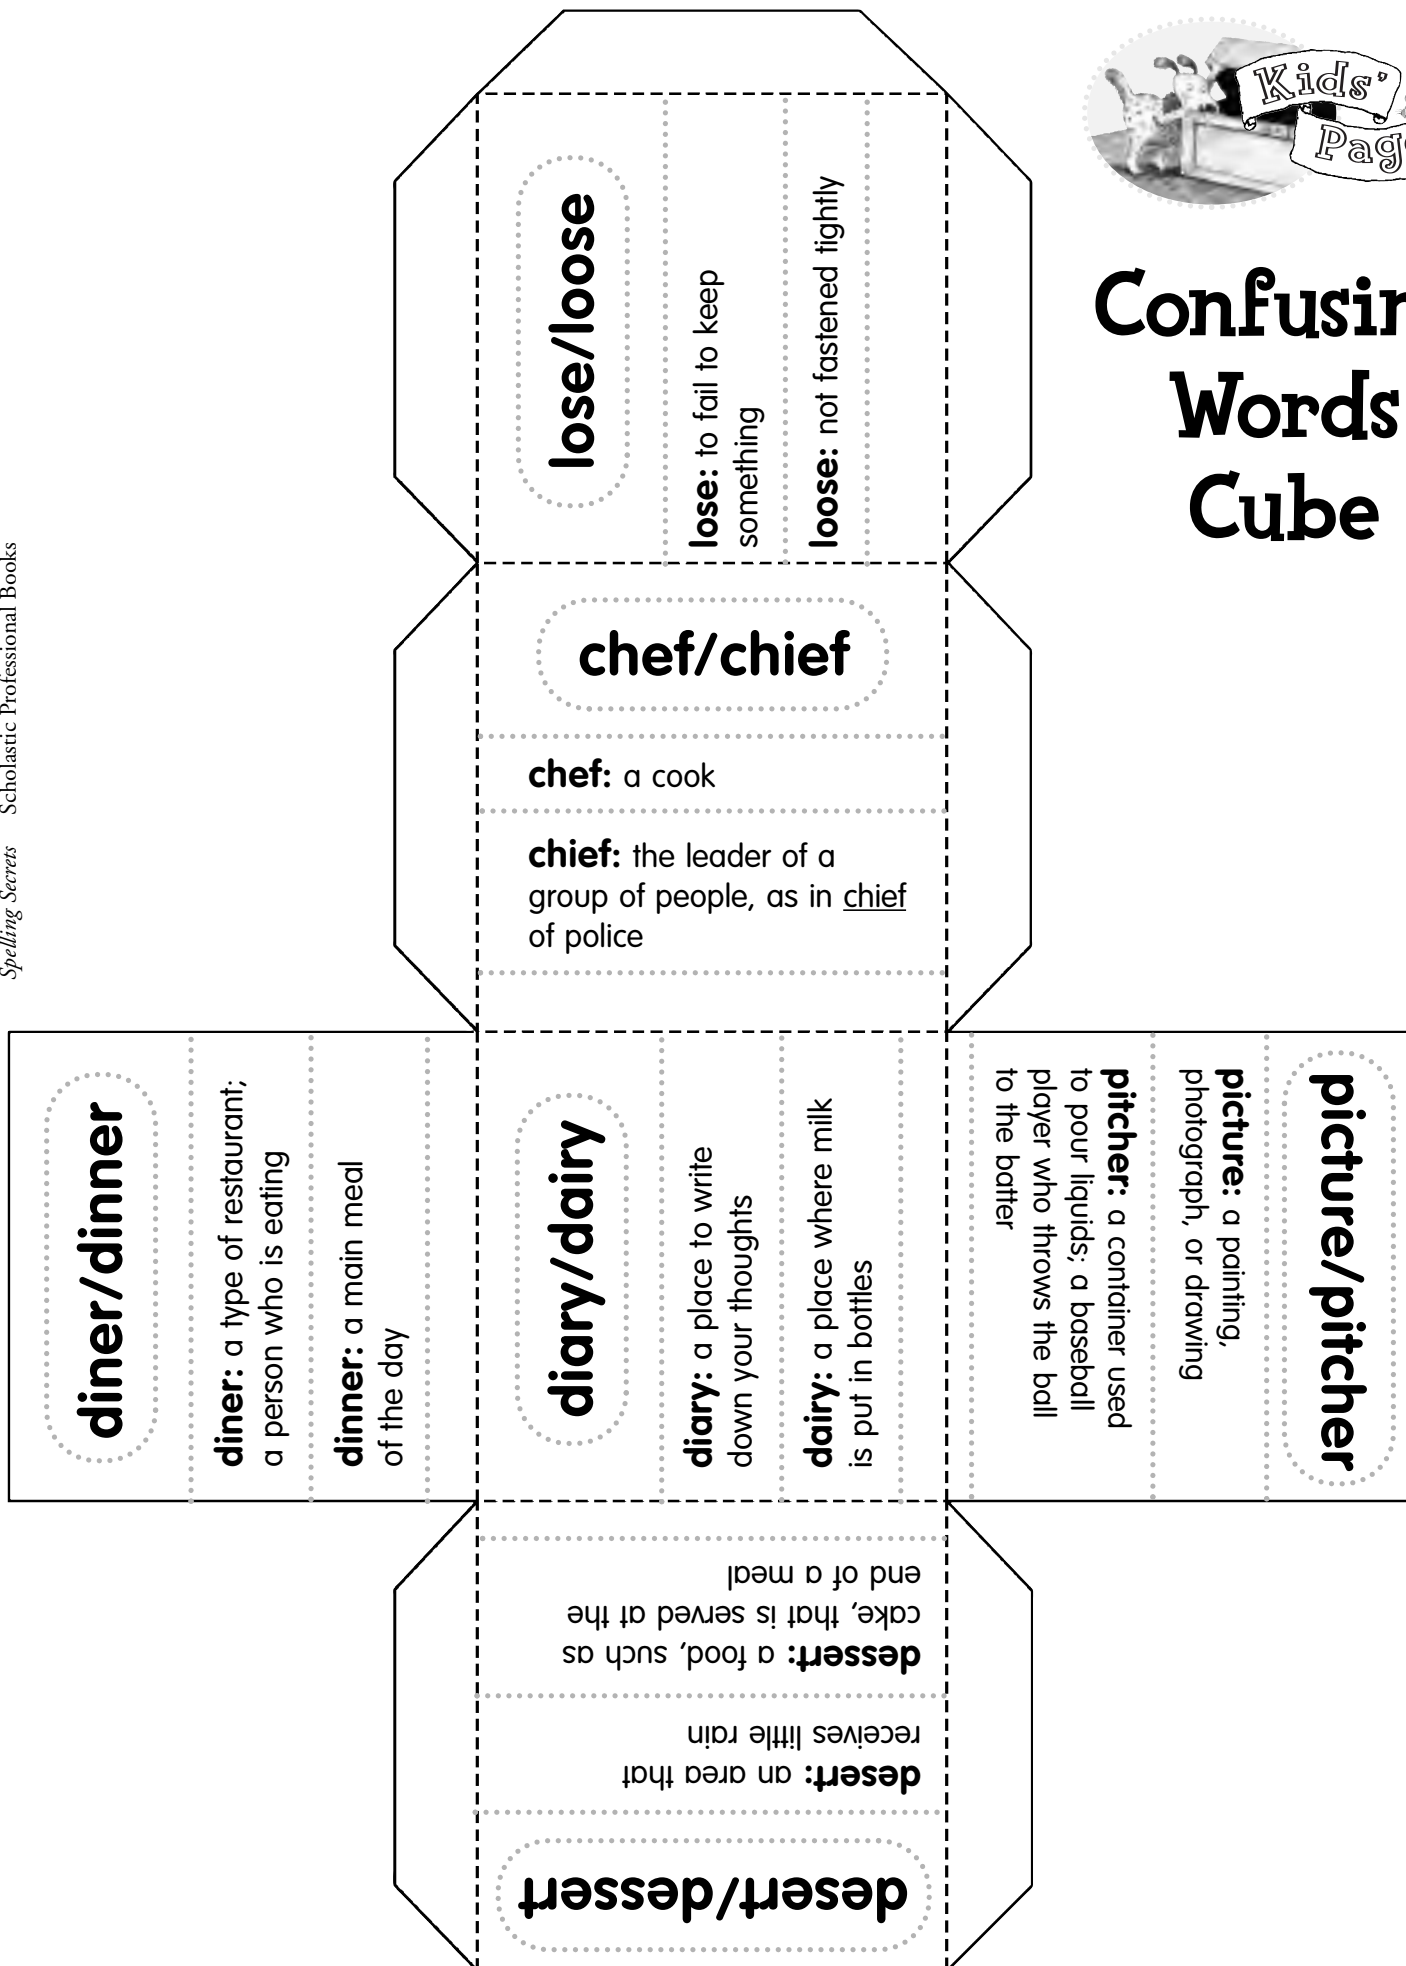 Kids'
Pag
Confusin
Words
Cube
lose/loose
lose: to fail to keep
something
loose: not fastened tightly
chef/chief
chef: a cook
chief: the leader of a
group of people, as in chief
of police
Spelling Secrets Scholastic Professional Books
diner/dinner
diner: a type of restaurant;
a person who is eating
dinner: a main meal
of the day
diary/dairy
diary: a place to write
down your thoughts
dairy: a place where milk
is put in bottles
picture/pitcher
picture: a painting,
photograph, or drawing
pitcher: a container used
to pour liquids; a baseball
player who throws the ball
to the batter
desert/dessert
desert: an area that
receives little rain
dessert: a food, such as
cake, that is served at the
end of a meal